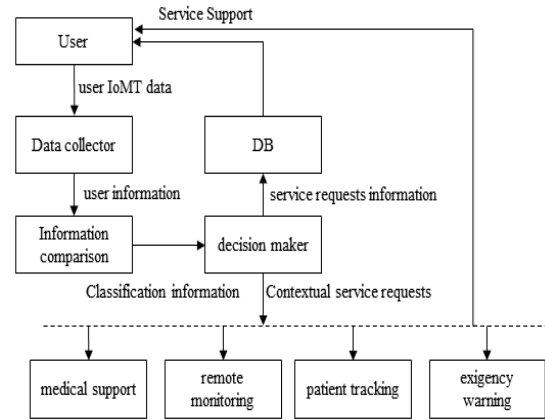 Service Support
User
user IoMT data
Data collector
DB
user information
service requests information
Information
comparison
decision maker
Classification information
Contextual service requests
medical support
remote
monitoring
patient tracking
exigency
warning